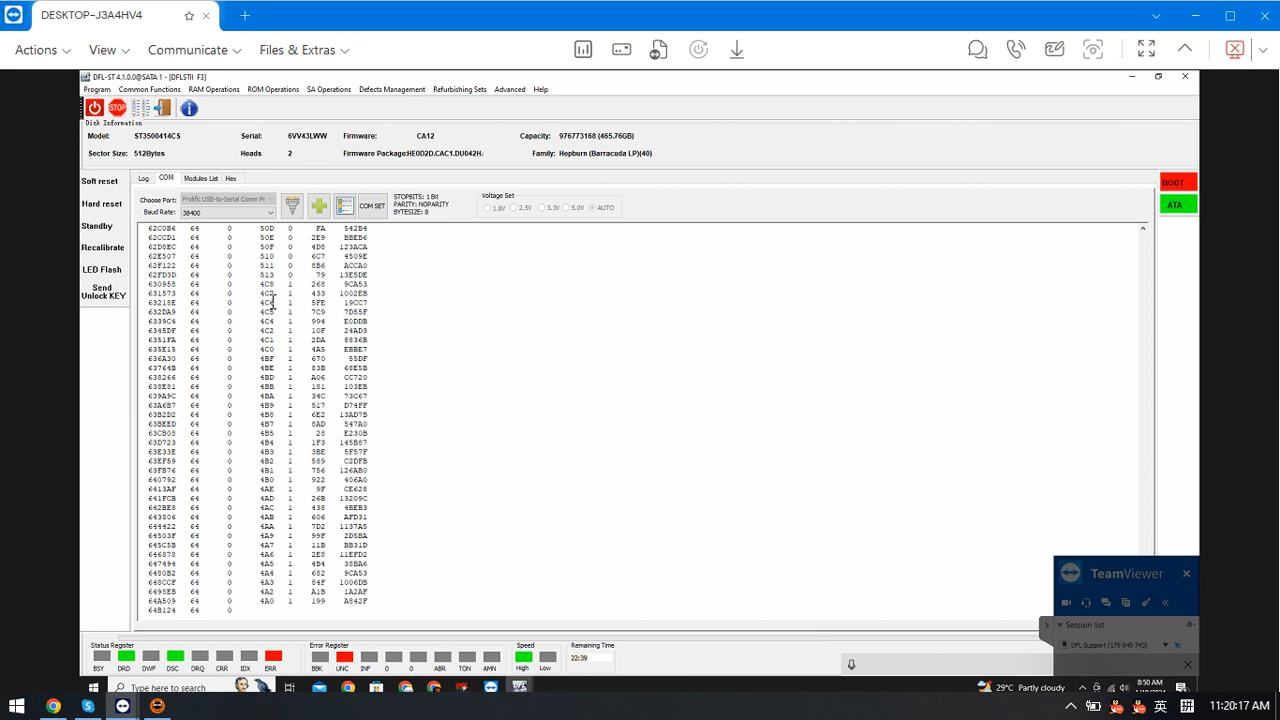 DESKTOP-J3A4HV4
Actions View Communicate Files & Extras
DFL-ST 4.1.0.0@SATA 1 - [DFLSTII F3]
Program Common Functions RAM Operations ROM Operations SA Operations Defects Management Refurbishing Sets Advanced Help
STOP
Disk Information
Model: ST3500414CS Serial: 6VV43LWW Firmware: CA12 Capacity: 976773168 (465.76GB)
Sector Size: 512Bytes Heads 2 Firmware Package:HE0D2D.CAC1.DU042H. Family: Hepburn (Barracuda LP)(40)
Log COM Modules List Hex
Soft reset
Hard reset
Standby
Recalibrate
LED Flash
Send
Unlock KEY
BOOT
ATA
Choose Port: Prolific USB-to-Serial Comm Po
Baud Rate: 38400
COM SET
STOPBITS: 1 Bit
PARITY: NOPARITY
BYTESIZE: 8
Voltage Set
1.8V 2.5V 3.3V 5.0V AUTO
62C0B6 64 0 50D 0 FA 542B4
62CCD1 64 0 50E 0 2E9 BBEB6
62D8EC 64 0 50F 0 4D8 123ACA
62E507 64 0 510 0 6C7 4509E
62F122 64 0 511 0 8B6 ACCA0
62FD3D 64 0 513 0 79 13E5DE
630958 64 0 4C8 1 268 9CA53
631573 64 0 4C2 1 433 1002EB
63218E 64 0 4C6 1 5FE 19CC7
632DA9 64 0 4C5 1 7C9 7D55F
6339C4 64 0 4C4 1 994 E0DDB
6345DF 64 0 4C2 1 10F 24AD3
6351FA 64 0 4C1 1 2DA 8836B
635E15 64 0 4C0 1 4A5 EBBE7
636A30 64 0 4BF 1 670 55DF
63764B 64 0 4BE 1 83B 68E5B
638266 64 0 4BD 1 A06 CC720
638E81 64 0 4BB 1 181 103EB
639A9C 64 0 4BA 1 34C 73C67
63A6B7 64 0 4B9 1 517 D74FF
63B2D2 64 0 4B8 1 6E2 13AD7B
63BEED 64 0 4B7 1 8AD 547A0
63CB08 64 0 4B5 1 28 E230B
63D723 64 0 4B4 1 1F3 145B87
63E33E 64 0 4B3 1 3BE 5F57F
63EF59 64 0 4B2 1 589 C2DFB
63FB76 64 0 4B1 1 756 126AB0
640792 64 0 4B0 1 922 406A0
6413AF 64 0 4AE 1 9F CE628
641FCB 64 0 4AD 1 26B 13209C
642BE8 64 0 4AC 1 438 4BEB3
643806 64 0 4AB 1 606 AFD31
644422 64 0 4AA 1 7D2 1137A5
64503F 64 0 4A9 1 99F 2D5BA
645C5B 64 0 4A7 1 11B BB31D
646878 64 0 4A6 1 2E8 11EFD2
647494 64 0 4A5 1 4B4 38BA6
6480B2 64 0 4A4 1 682 9CA53
648CCF 64 0 4A3 1 84F 1006DB
6498EB 64 0 4A2 1 A1B 1A2AF
64A509 64 0 4A0 1 199 A842F
64B124 64 0
TeamViewer
Session list
DFL Support (179 849 743)
Status Register
BSY DRD DWF DSC DRQ CRR IDX ERR
Error Register
BBK UNC INF 0 0 ABR TON AMN
Speed
High Low
Remaining Time
22:39
Type here to search
29°C Partly cloudy
8:50 AM
英 拼 11:20:17 AM